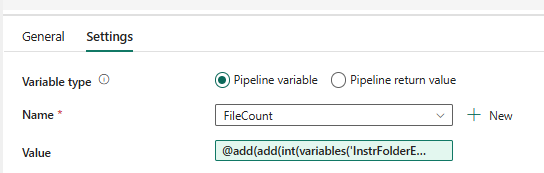 General Settings
Variable type Pipeline variable Pipeline return value
Name * FileCount New
Value @add(add(int(variables('InstrFolderE...